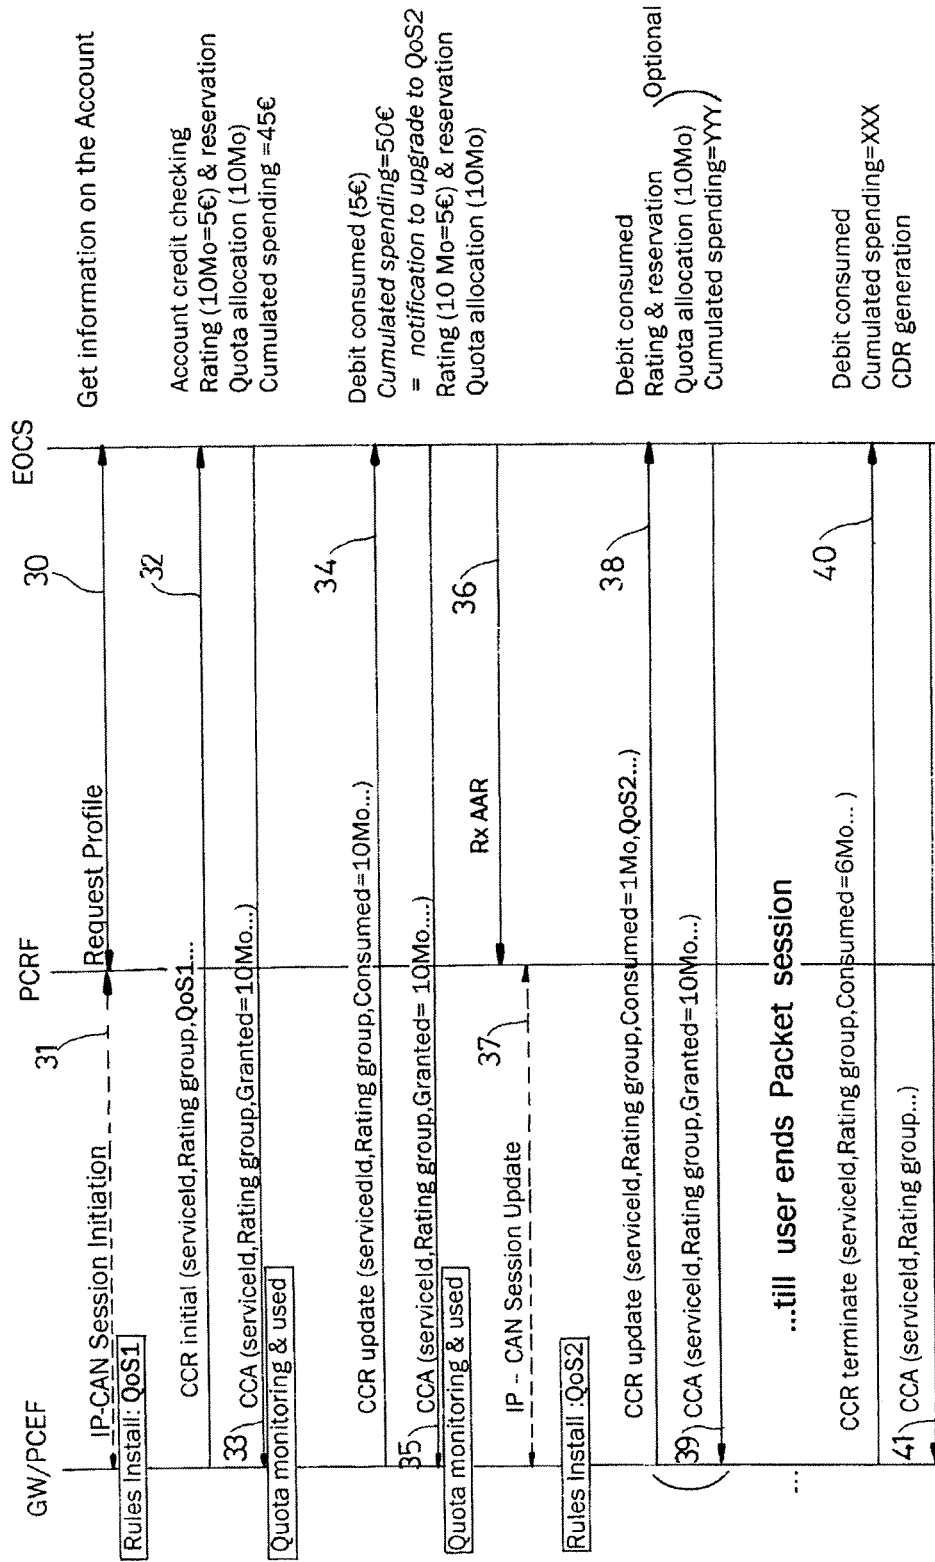 GW/PCEF
PCRF
EOCS
IP-CAN Session Initiation
31
Request Profile
30
Get information on the Account
Rules Install: QoS1
CCR initial (serviceId,Rating group,QoS1...
32
Account credit checking
Rating (10Mo=5€) & reservation
Quota allocation (10Mo)
Cumulated spending =45€
33
CCA (serviceId,Rating group,Granted=10Mo...)
Quota monitoring & used
CCR update (serviceId,Rating group,Consumed=10Mo...)
34
Debit consumed (5€)
Cumulated spending=50€
= notification to upgrade to QoS2
Rating (10 Mo=5€) & reservation
Quota allocation (10Mo)
35
CCA (serviceId,Rating group,Granted= 10Mo....)
Quota monitoring & used
Rx AAR
36
IP - CAN Session Update
37
Rules Install :QoS2
CCR update (serviceId,Rating group,Consumed=1Mo,QoS2...)
38
Debit consumed
Rating & reservation
Quota allocation (10Mo)
Cumulated spending=YYY
Optional
39
CCA (serviceId,Rating group,Granted=10Mo...)
...
...till user ends Packet session
CCR terminate (serviceId,Rating group,Consumed=6Mo... )
40
Debit consumed
Cumulated spending=XXX
CDR generation
41
CCA (serviceId,Rating group...)